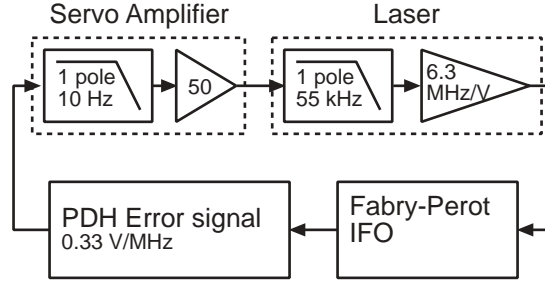 Servo Amplifier
Laser
1 pole
10 Hz
50
1 pole
55 kHz
6.3
MHz/V
PDH Error signal
0.33 V/MHz
Fabry-Perot
IFO